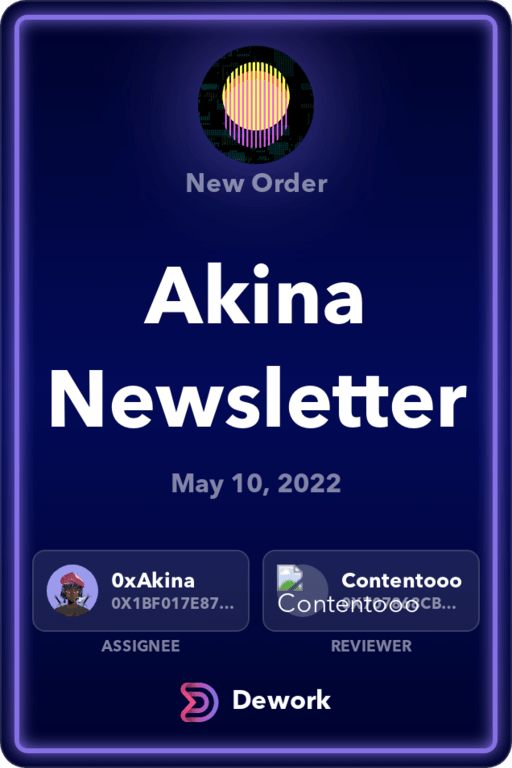 New Order
Akina
Newsletter
May 10, 2022
0xAkina
0X1BF017E87...
Contentooo
Contentooo
ASSIGNEE
REVIEWER
Dework